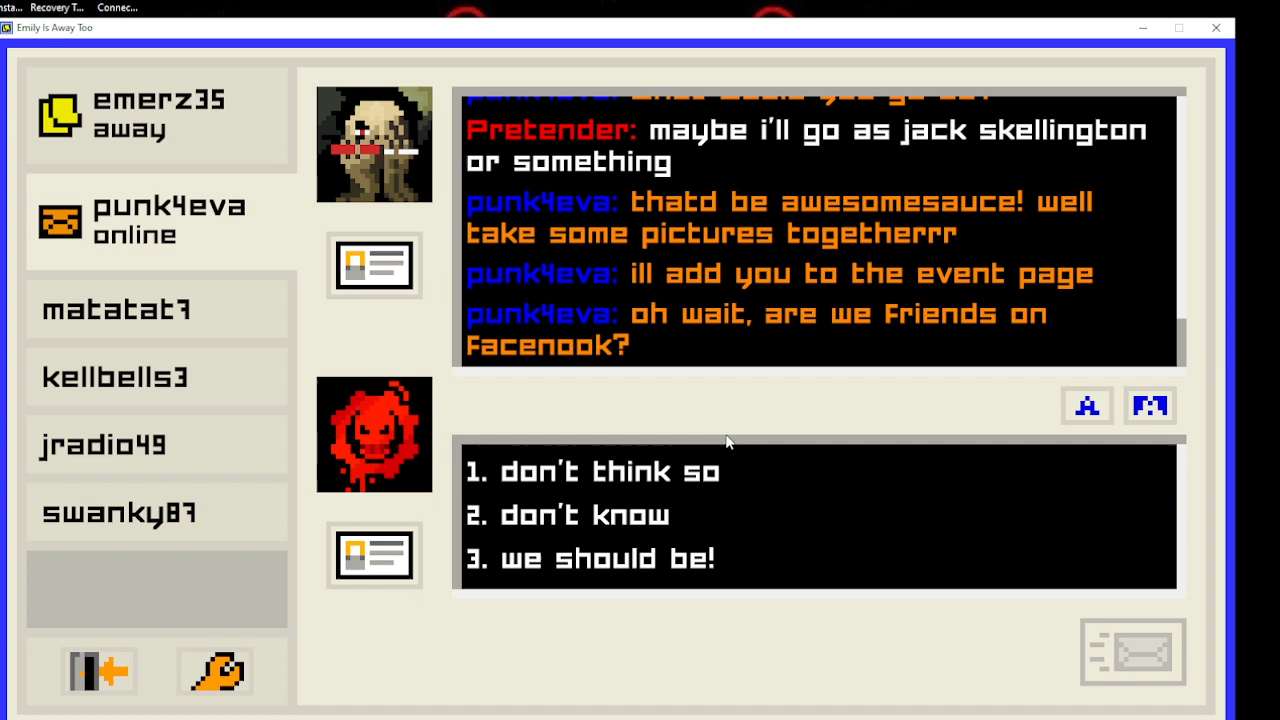 nsta... Recovery T... Connec...
Emily Is Away Too
emerz35
away
punk4eva
online
matatat7
kellbells3
jradio49
swanky87
Pretender: maybe i'll go as jack skellington
or something
punk4eva: thatd be awesomesauce! well
take some pictures togetherrr
punk4eva: ill add you to the event page
punk4eva: oh wait, are we Friends on
Facenook?
A
1. don't think so
2. don't know
3. we should be!